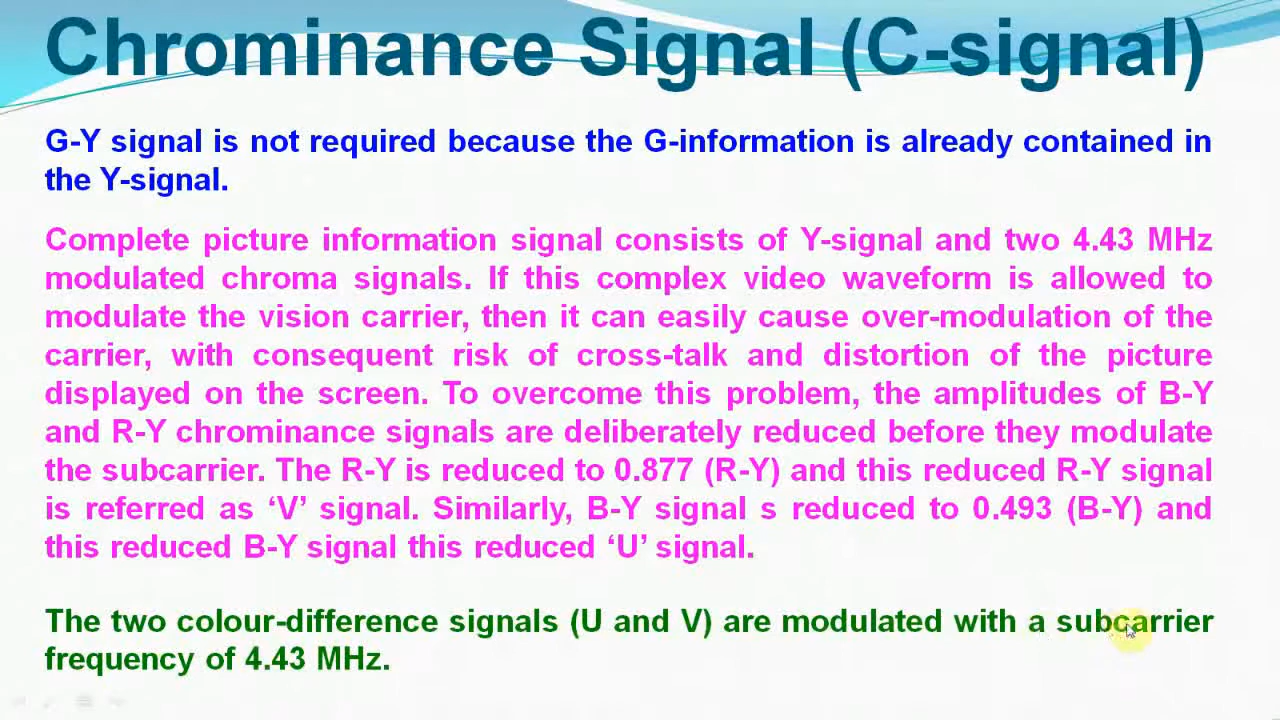 Chrominance Signal (C-signal)
G-Y signal is not required because the G-information is already contained in
the Y-signal.
Complete picture information signal consists of Y-signal and two 4.43 MHz
modulated chroma signals. If this complex video waveform is allowed to
modulate the vision carrier, then it can easily cause over-modulation of the
carrier, with consequent risk of cross-talk and distortion of the picture
displayed on the screen. To overcome this problem, the amplitudes of B-Y
and R-Y chrominance signals are deliberately reduced before they modulate
the subcarrier. The R-Y is reduced to 0.877 (R-Y) and this reduced R-Y signal
is referred as ‘V’ signal. Similarly, B-Y signal s reduced to 0.493 (B-Y) and
this reduced B-Y signal this reduced ‘U’ signal.
The two colour-difference signals (U and V) are modulated with a subcarrier
frequency of 4.43 MHz.